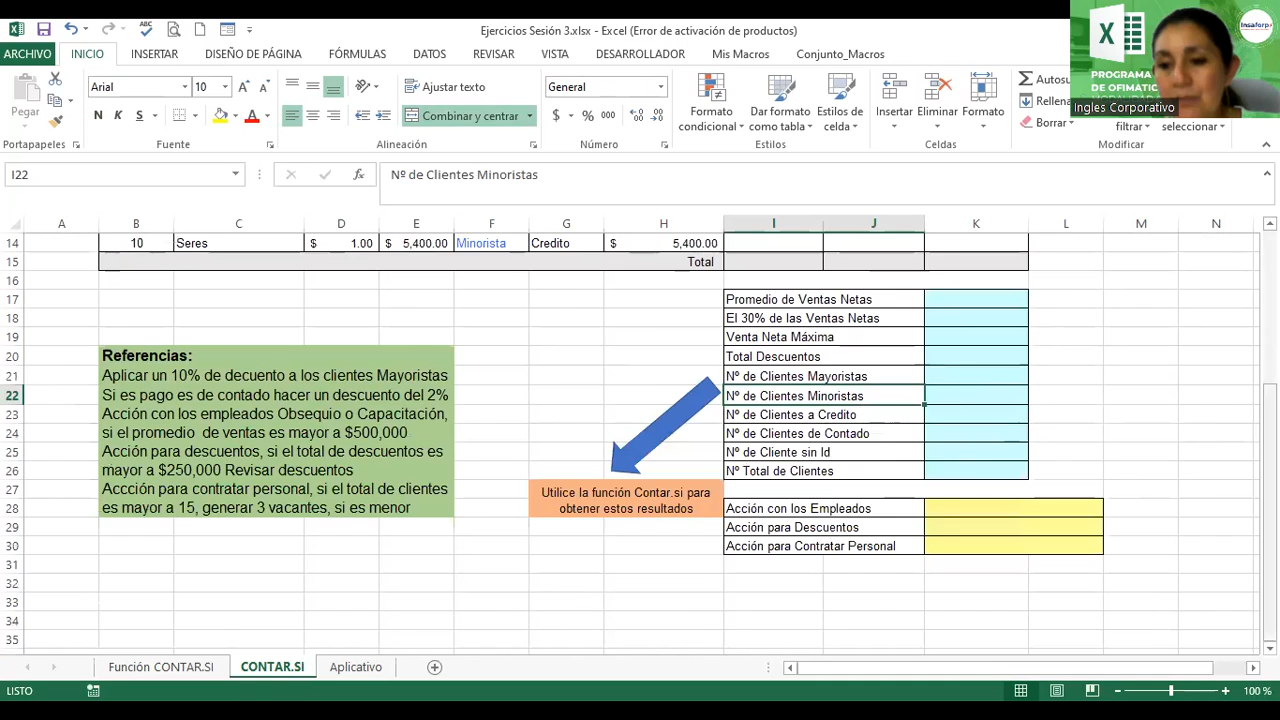 Ejercicios Sesión 3.xlsx - Excel (Error de activación de productos)
ARCHIVO INICIO INSERTAR DISEÑO DE PÁGINA FÓRMULAS DATOS REVISAR VISTA DESARROLLADOR Mis Macros Conjunto_Macros
Insaforp
PROGRAMA
DE OFIMATIC
Ingles Corporativo
Pegar
Arial 10
N K S
Ajustar texto
Combinar y centrar
General
$ % 000
Formato condicional
Dar formato como tabla
Estilos de celda
Insertar Eliminar Formato
Autosu
Rellena
Borrar
filtrar seleccionar
Portapapeles Fuente Alineación Número Estilos Celdas Modificar
I22 Nº de Clientes Minoristas
A B C D E F G H I J K L M N
14 10 Seres $ 1.00 $ 5,400.00 Minorista Credito $ 5,400.00
15 Total
16
17 Promedio de Ventas Netas
18 El 30% de las Ventas Netas
19 Venta Neta Máxima
20 Total Descuentos
21 Nº de Clientes Mayoristas
22 Nº de Clientes Minoristas
23 Nº de Clientes a Credito
24 Nº de Clientes de Contado
25 Nº de Cliente sin Id
26 Nº Total de Clientes
27
28 Acción con los Empleados
29 Acción para Descuentos
30 Acción para Contratar Personal
31
32
33
34
35
Referencias:
Aplicar un 10% de decuento a los clientes Mayoristas
Si es pago es de contado hacer un descuento del 2%
Acción con los empleados Obsequio o Capacitación,
si el promedio de ventas es mayor a $500,000
Acción para descuentos, si el total de descuentos es
mayor a $250,000 Revisar descuentos
Accción para contratar personal, si el total de clientes
es mayor a 15, generar 3 vacantes, si es menor
Utilice la función Contar.si para
obtener estos resultados
Función CONTAR.SI CONTAR.SI Aplicativo
LISTO 100 %